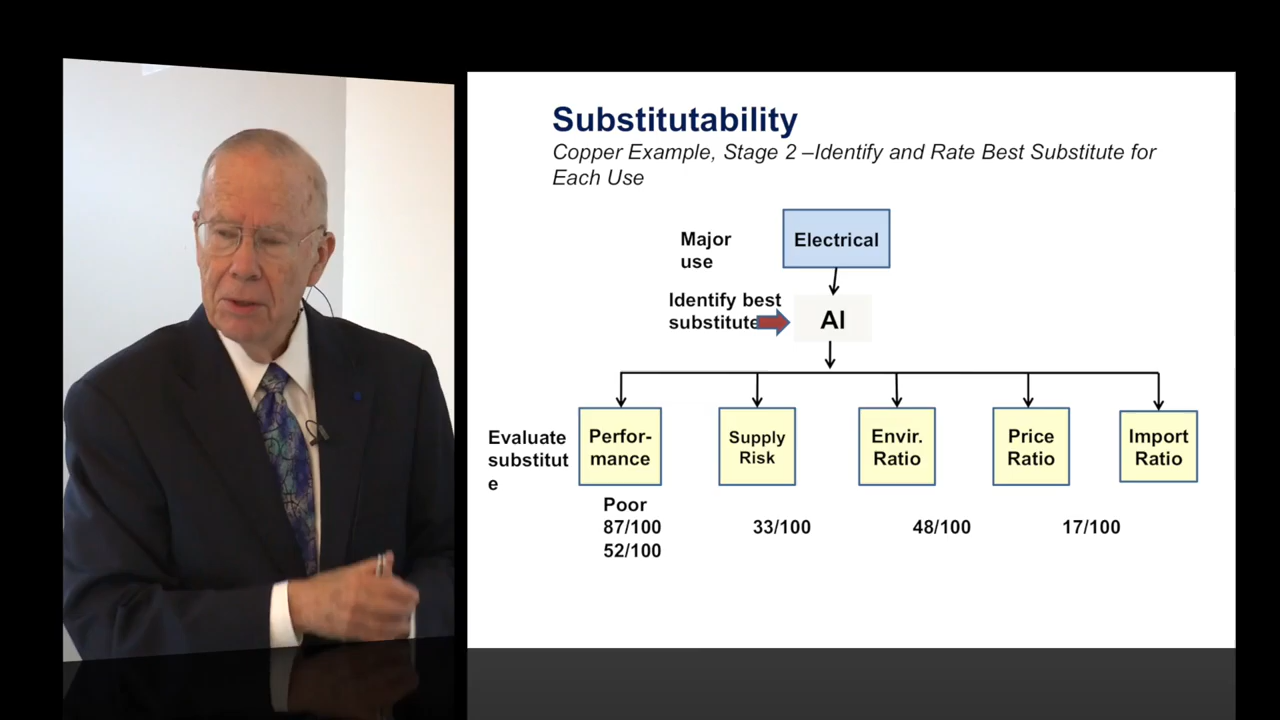 Substitutability
Copper Example, Stage 2 –Identify and Rate Best Substitute for
Each Use
Major
use
Electrical
Identify best
substitute
Al
Evaluate
substitut
e
Perfor-
mance
Supply
Risk
Envir.
Ratio
Price
Ratio
Import
Ratio
Poor
87/100
52/100
33/100
48/100
17/100